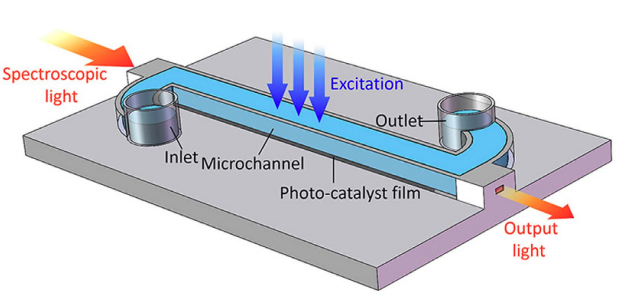 Spectroscopic
light
Excitation
Outlet
Inlet
Microchannel
Photo-catalyst film
Output
light